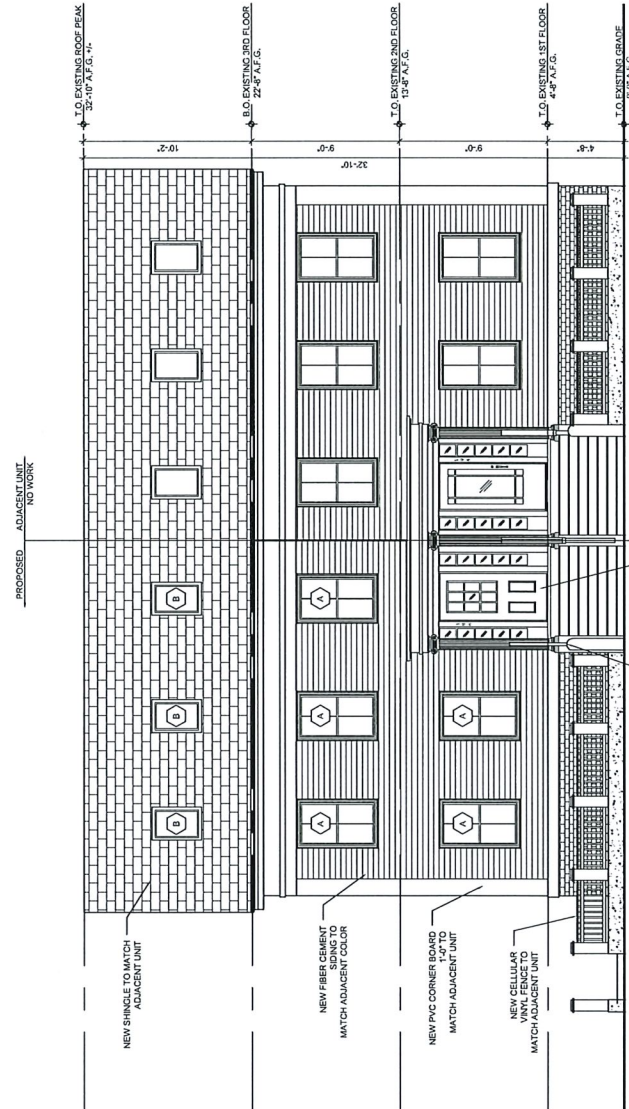 PROPOSED
ADJACENT UNIT
NO WORK
T.O. EXISTING ROOF PEAK
32'-10" A.F.G. +/-
B.O. EXISTING 3RD FLOOR
22'-8" A.F.G.
T.O. EXISTING 2ND FLOOR
13'-8" A.F.G.
T.O. EXISTING 1ST FLOOR
4'-8" A.F.G.
T.O. EXISTING GRADE
10'-2"
9'-0"
32'-10"
9'-0"
4'-8"
B
B
B
A
A
A
A
A
NEW SHINGLE TO MATCH
ADJACENT UNIT
NEW FIBER CEMENT
SIDING TO
MATCH ADJACENT COLOR
NEW PVC CORNER BOARD
1'-0" TO
MATCH ADJACENT UNIT
NEW CELLULAR
VINYL FENCE TO
MATCH ADJACENT UNIT